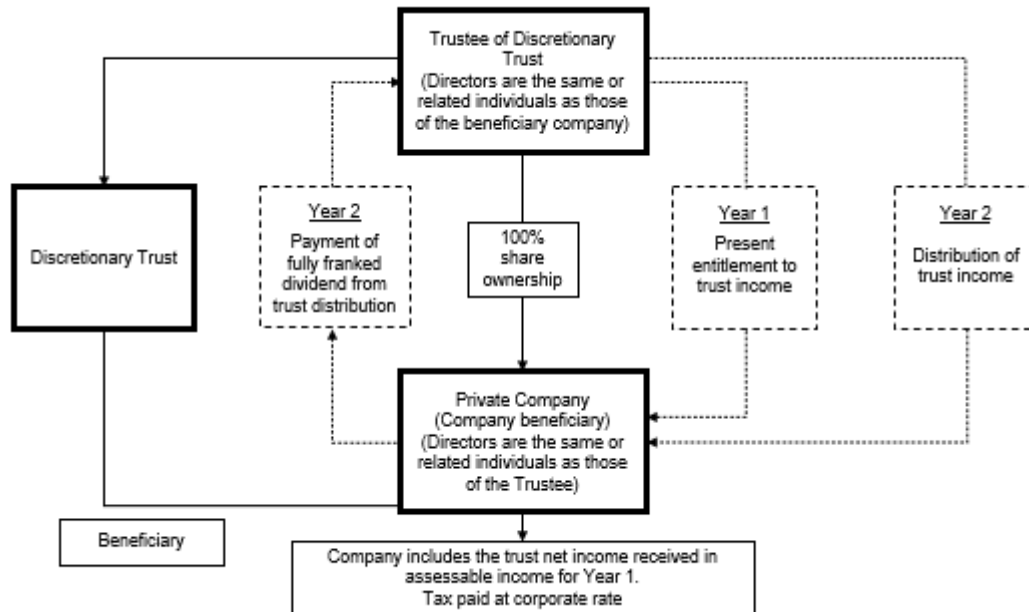 Trustee of Discretionary
Trust
(Directors are the same or
related individuals as those
of the beneficiary company)
Discretionary Trust
Year 2
Payment of
fully franked
dividend from
trust distribution
100%
share
ownership
Year 1
Present
entitlement to
trust income
Year 2
Distribution of
trust income
Private Company
(Company beneficiary)
(Directors are the same or
related individuals as those
of the Trustee)
Beneficiary
Company includes the trust net income received in
assessable income for Year 1.
Tax paid at corporate rate